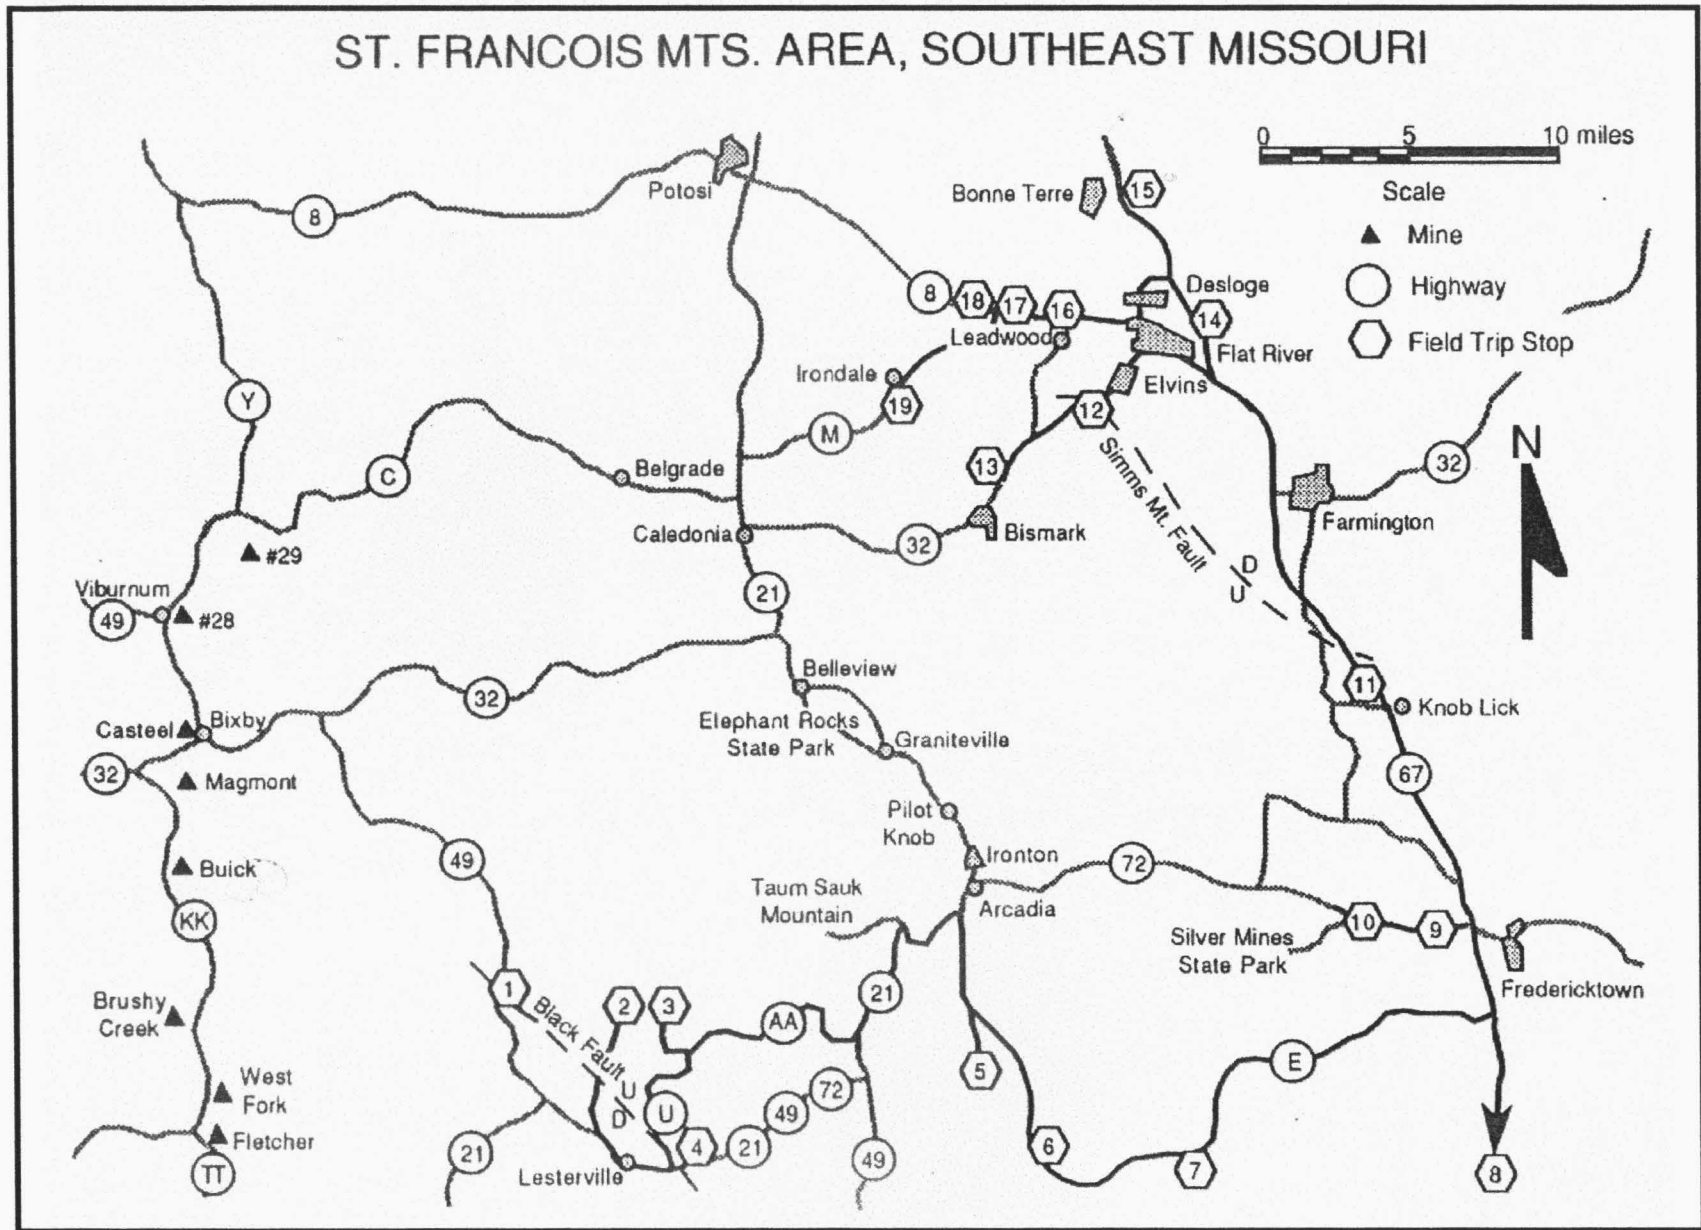 ST. FRANCOIS MTS. AREA, SOUTHEAST MISSOURI
0 5 10 miles
Scale
Mine
Highway
Field Trip Stop
N
Potosi
Bonne Terre
15
8
Desloge
8
18
17
16
14
Leadwood
Flat River
Irondale
Elvins
19
12
Y
M
C
Belgrade
13
Simms Mt. Fault
32
Farmington
Caledonia
32
Bismark
#29
D
U
Viburnum
49
#28
21
Belleview
11
Knob Lick
32
Elephant Rocks
State Park
Casteel
Bixby
Graniteville
32
Magmont
67
Pilot
Knob
Ironton
49
72
Buick
Taum Sauk
Mountain
Arcadia
KK
10
9
Silver Mines
State Park
Fredericktown
1
2
3
21
Brushy
Creek
Black Fault
AA
5
E
U
D
West
Fork
72
U
49
Fletcher
4
21
6
21
49
7
8
TT
Lesterville